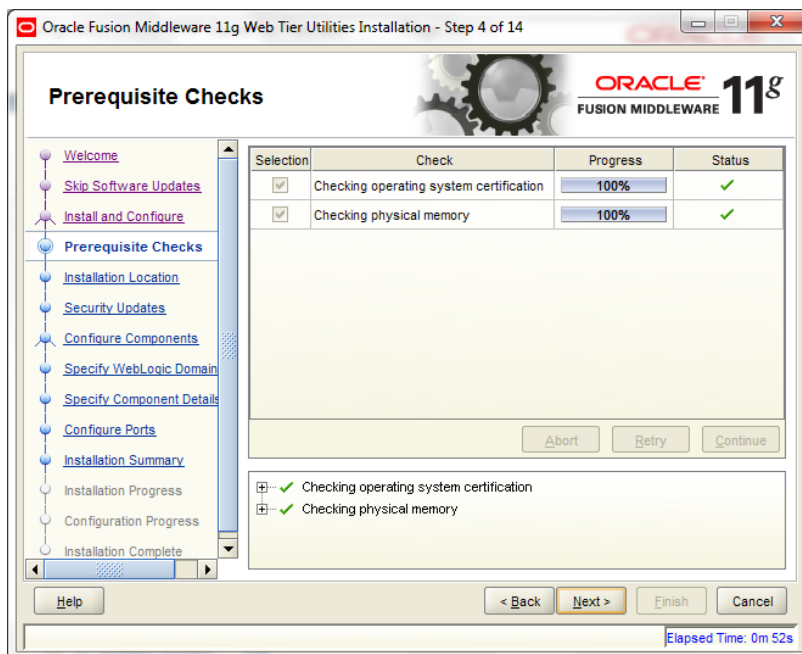 Oracle Fusion Middleware 11g Web Tier Utilities Installation - Step 4 of 14
Prerequisite Checks
ORACLE
FUSION MIDDLEWARE
11g
Welcome
Skip Software Updates
Install and Configure
Prerequisite Checks
Installation Location
Security Updates
Configure Components
Specify WebLogic Domain
Specify Component Details
Configure Ports
Installation Summary
Installation Progress
Configuration Progress
Installation Complete
Selection Check Progress Status
Checking operating system certification 100%
Checking physical memory 100%
Abort Retry Continue
Checking operating system certification
Checking physical memory
Help < Back Next > Finish Cancel
Elapsed Time: 0m 52s